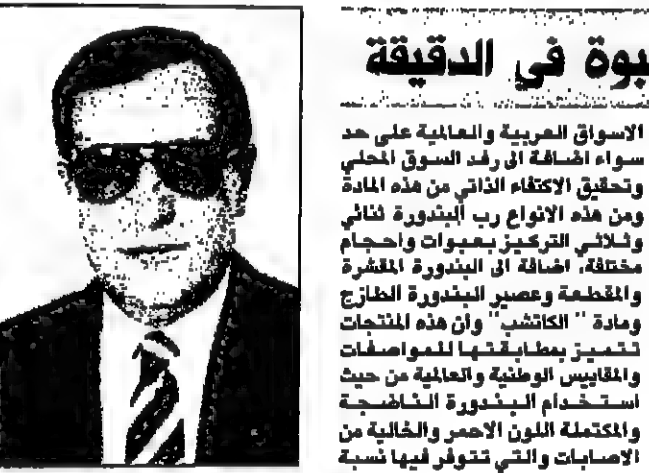 بوة في الدقيقة
الاسواق العربية والعالمية على حد
سواء اضافة الى رفد السوق المحلي
وتحقيق الاكتفاء الذاتي من هذه المادة
ومن هذه الانواع رب البندورة ثنائي
وثلاثي التركيز بعبوات واحجام
مختلفة، اضافة الى البندورة المقشرة
والمقطعة وعصير البندورة الطازج
ومادة "الكاتشب" وأن هذه المنتجات
تتميز بمطابقتها للمواصفات
والمقاييس الوطنية والعالمية من حيث
استخدام البندورة الناضجة
والمكتملة اللون الاحمر والخالية من
الاصابات والتي تتوفر فيها نسبة